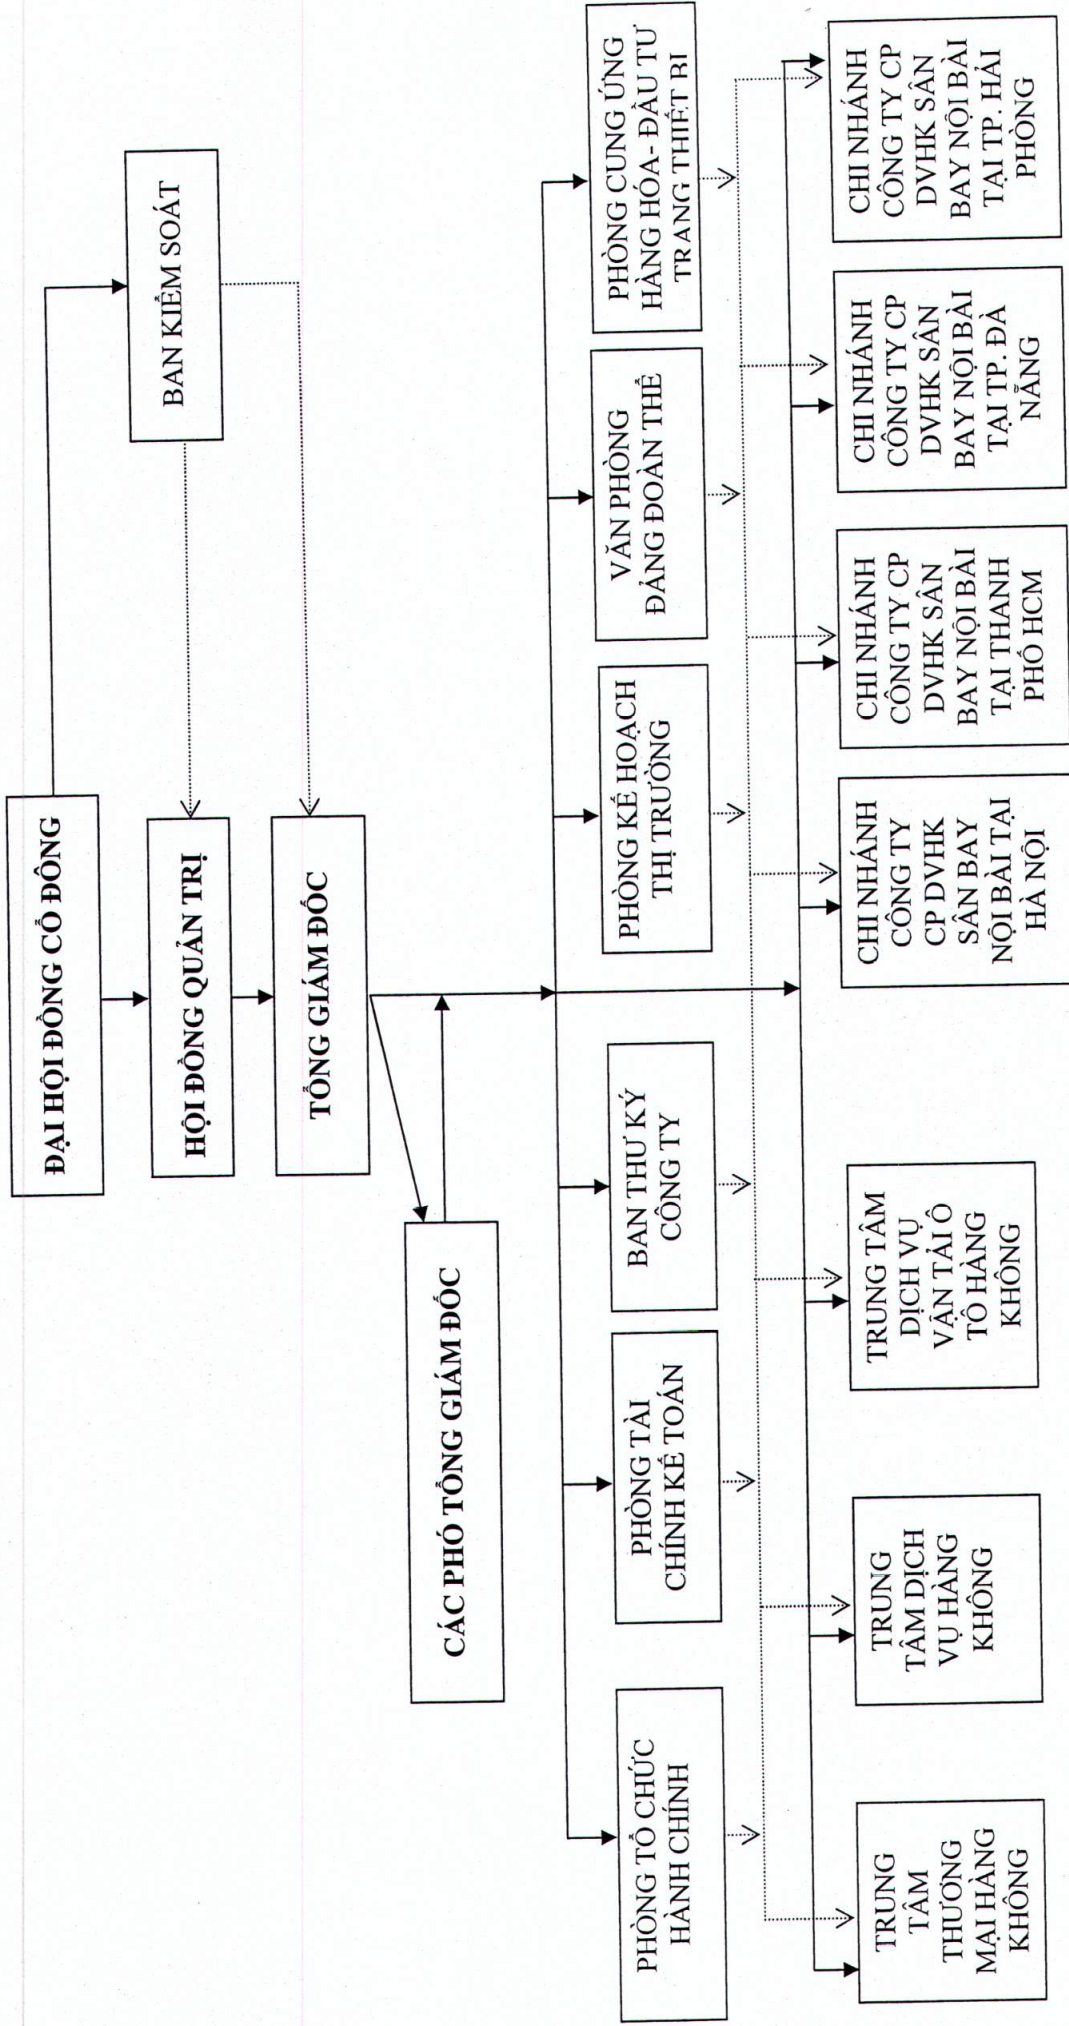 ĐẠI HỘI ĐỒNG CỔ ĐÔNG
BAN KIỂM SOÁT
HỘI ĐỒNG QUẢN TRỊ
TỔNG GIÁM ĐỐC
CÁC PHÓ TỔNG GIÁM ĐỐC
PHÒNG TỔ CHỨC
HÀNH CHÍNH
PHÒNG TÀI
CHÍNH KẾ TOÁN
BAN THƯ KÝ
CÔNG TY
PHÒNG KẾ HOẠCH
THỊ TRƯỜNG
VĂN PHÒNG
ĐẢNG ĐOÀN THỂ
PHÒNG CUNG ỨNG
HÀNG HÓA- ĐẦU TƯ
TRANG THIẾT BỊ
TRUNG
TÂM
THƯƠNG
MẠI HÀNG
KHÔNG
TRUNG
TÂM DỊCH
VỤ HÀNG
KHÔNG
TRUNG TÂM
DỊCH VỤ
VẬN TẢI Ô
TÔ HÀNG
KHÔNG
CHI NHÁNH
CÔNG TY
CP DVHK
SÂN BAY
NỘI BÀI TẠI
HÀ NỘI
CHI NHÁNH
CÔNG TY CP
DVHK SÂN
BAY NỘI BÀI
TẠI THANH
PHỐ HCM
CHI NHÁNH
CÔNG TY CP
DVHK SÂN
BAY NỘI BÀI
TẠI TP. ĐÀ
NẴNG
CHI NHÁNH
CÔNG TY CP
DVHK SÂN
BAY NỘI BÀI
TẠI TP. HẢI
PHÒNG